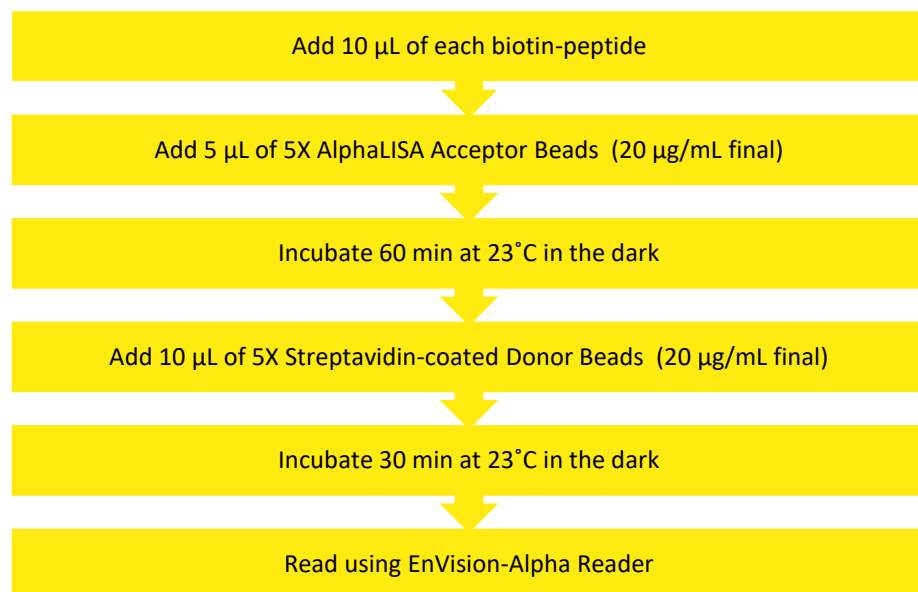 Add 10 µL of each biotin-peptide
Add 5 µL of 5X AlphaLISA Acceptor Beads (20 µg/mL final)
Incubate 60 min at 23˚C in the dark
Add 10 µL of 5X Streptavidin-coated Donor Beads (20 µg/mL final)
Incubate 30 min at 23˚C in the dark
Read using EnVision-Alpha Reader